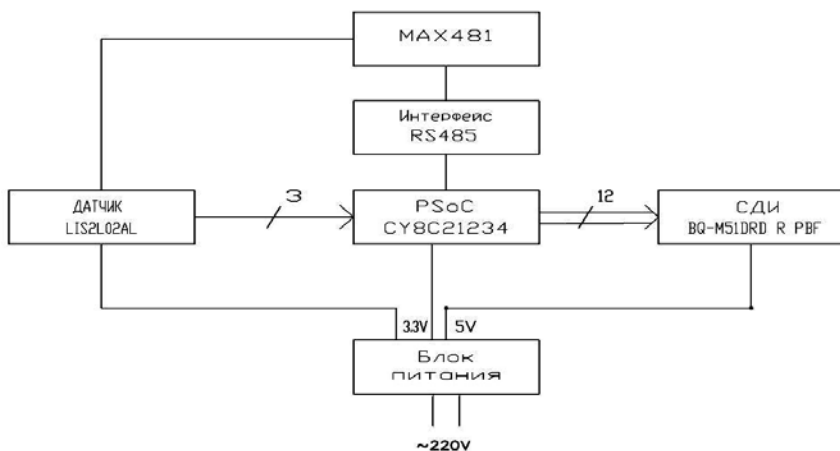 MAX481
Интерфейс
RS485
ДАТЧИК
LIS2L02AL
3
PSoC
CY8C21234
12
СДИ
BQ-M51DRD R PBF
3.3V
5V
Блок
питания
~220V